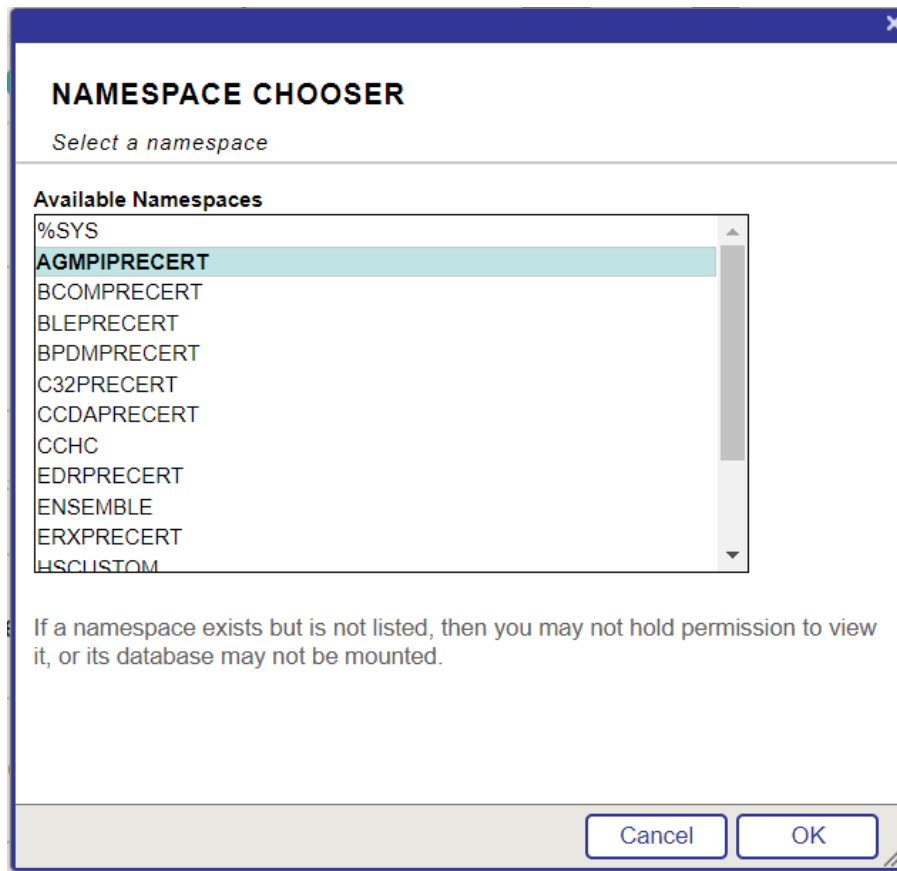 NAMESPACE CHOOSER
Select a namespace
Available Namespaces
%SYS
AGMPIPRECERT
BCOMPRECERT
BLEPRECERT
BPDMPRECERT
C32PRECERT
CCDAPRECERT
CCHC
EDRPRECERT
ENSEMBLE
ERXPRECERT
HSCUSTOM
If a namespace exists but is not listed, then you may not hold permission to view
it, or its database may not be mounted.
Cancel
OK